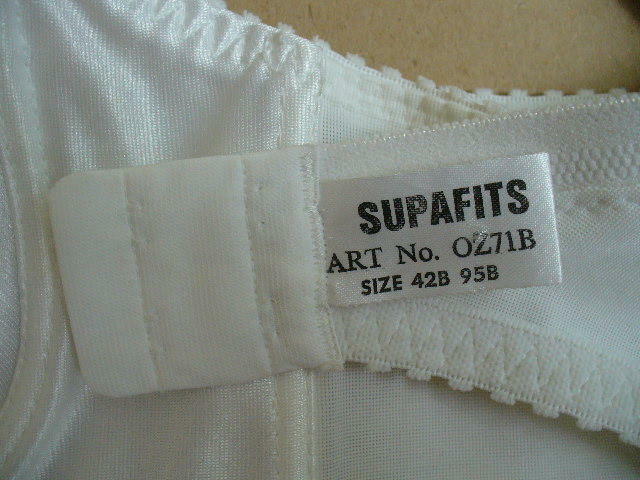 SUPAFITS
ART No. OZ71B
SIZE 42B 95B